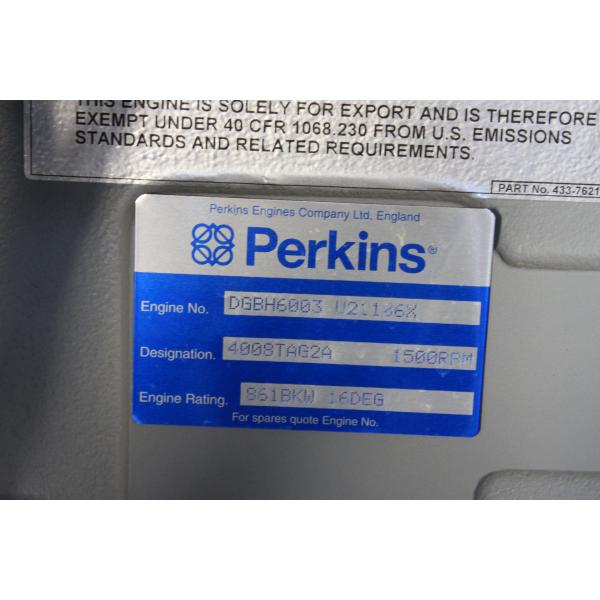 THIS ENGINE IS SOLELY FOR EXPORT AND IS THEREFORE
EXEMPT UNDER 40 CFR 1068.230 FROM U.S. EMISSIONS
STANDARDS AND RELATED REQUIREMENTS.
PART No. 433-7621
Perkins Engines Company Ltd, England
Perkins®
Engine No. DGBH6003 U21106X
Designation. 4008TAG2A 1500RPM
Engine Rating. 861BKW 16DEG
For spares quote Engine No.